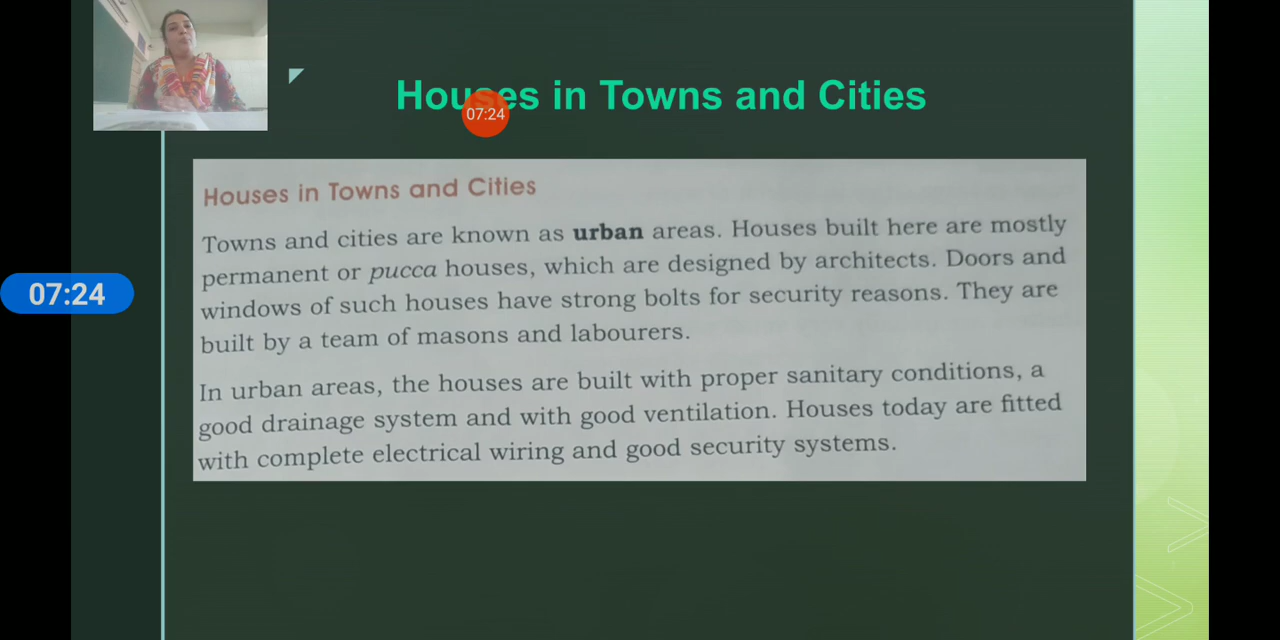 Houses in Towns and Cities
07:24
Houses in Towns and Cities
Towns and cities are known as urban areas. Houses built here are mostly
permanent or pucca houses, which are designed by architects. Doors and
windows of such houses have strong bolts for security reasons. They are
built by a team of masons and labourers.
07:24
In urban areas, the houses are built with proper sanitary conditions, a
good drainage system and with good ventilation. Houses today are fitted
with complete electrical wiring and good security systems.